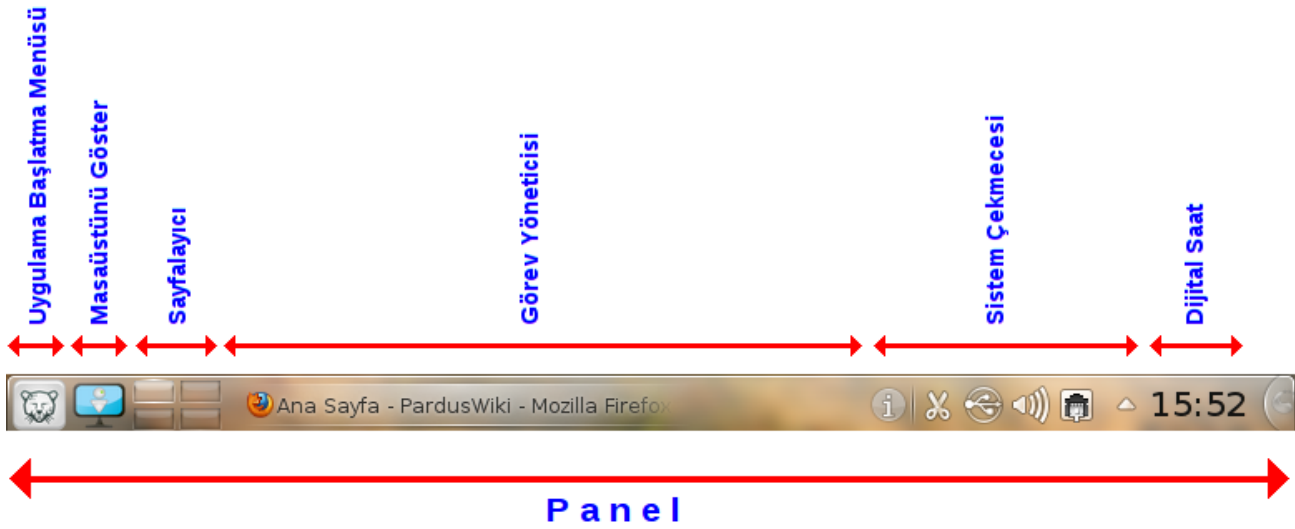 Uygulama Başlatma Menüsü
Masaüstünü Göster
Sayfalayıcı
Görev Yöneticisi
Sistem Çekmecesi
Dijital Saat
Ana Sayfa - PardusWiki - Mozilla Firefox
15:52
Panel